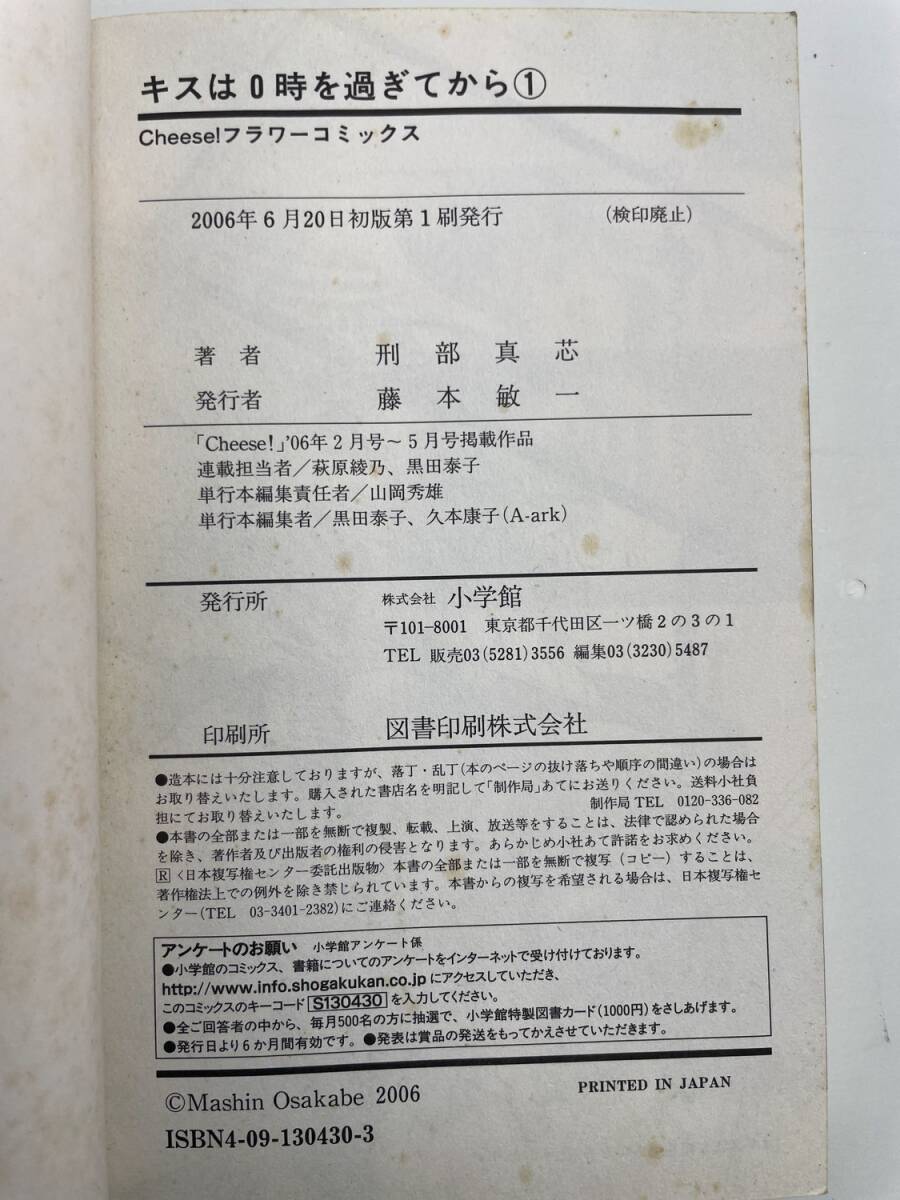 キスは0時を過ぎてから①
Cheese!フラワーコミックス
2006年6月20日初版第1刷発行 （検印廃止）
著者 刑部真芯
発行者 藤本敏一
「Cheese!」'06年2月号～5月号掲載作品
連載担当者／萩原綾乃、黒田泰子
単行本編集責任者／山岡秀雄
単行本編集者／黒田泰子、久本康子(A-ark)
発行所 株式会社 小学館
〒101-8001 東京都千代田区一ツ橋2の3の1
TEL 販売03(5281)3556 編集03(3230)5487
印刷所 図書印刷株式会社
●造本には十分注意しておりますが、落丁・乱丁(本のページの抜け落ちや順序の間違い)の場合は
お取り替えいたします。購入された書店名を明記して「制作局」あてにお送りください。送料小社負
担にてお取り替えいたします。 制作局TEL 0120-336-082
●本書の全部または一部を無断で複製、転載、上演、放送等をすることは、法律で認められた場合
を除き、著作者及び出版者の権利の侵害となります。あらかじめ小社あて許諾をお求めください。
R〈日本複写権センター委託出版物〉本書の全部または一部を無断で複写（コピー）することは、
著作権法上での例外を除き禁じられています。本書からの複写を希望される場合は、日本複写権セ
ンター(TEL 03-3401-2382)にご連絡ください。
アンケートのお願い 小学館アンケート係
●小学館のコミックス、書籍についてのアンケートをインターネットで受け付けております。
http://www.info.shogakukan.co.jp にアクセスしていただき、
このコミックスのキーコード S130430 を入力してください。
●全ご回答者の中から、毎月500名の方に抽選で、小学館特製図書カード(1000円)をさしあげます。
●発行日より6か月間有効です。●発表は賞品の発送をもってかえさせていただきます。
©Mashin Osakabe 2006 PRINTED IN JAPAN
ISBN4-09-130430-3